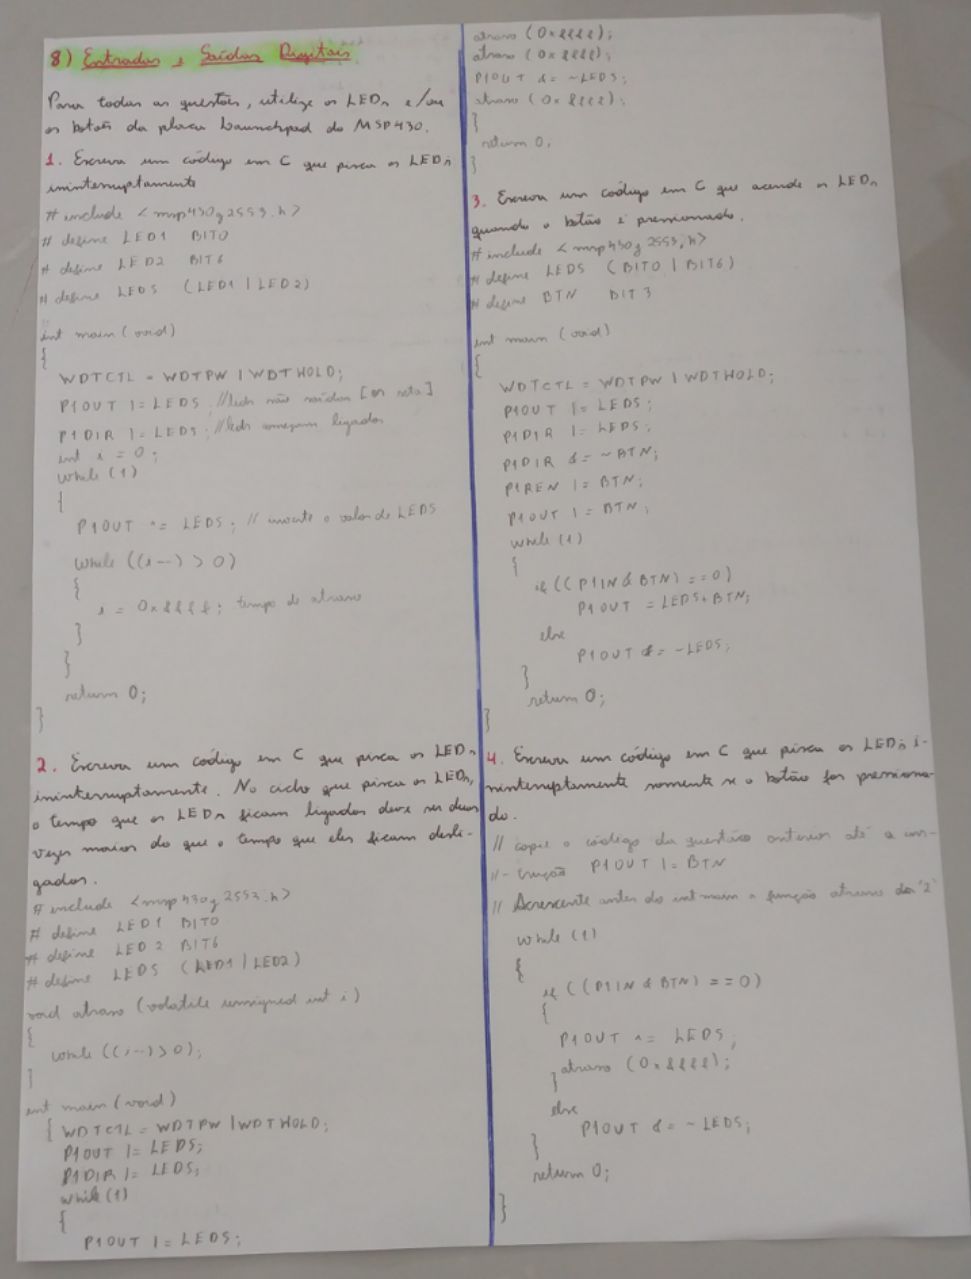 8) Entradas e Saídas Digitais
Para todas as questões, utilize os LEDs e/ou
os botões da placa Launchpad do MSP430.
1. Escreva um código em C que pisca os LEDs
ininterruptamente
# include <msp430g2553.h>
# define LED1 BIT0
# define LED2 BIT6
# define LEDS (LED1 | LED2)
int main (void)
{
WDTCTL = WDTPW | WDTHOLD;
P1OUT |= LEDS; //leds são saídas [on seta]
P1DIR |= LEDS; //leds começam ligados
int i = 0;
while (1)
{
P1OUT ^= LEDS; // inverte o valor de LEDS
while ((i--) > 0)
{
i = 0xffff; tempo de atraso
}
}
return 0;
}
2. Escreva um código em C que pisca os LEDs
ininterruptamente. No ciclo que pisca os LEDs,
o tempo que os LEDs ficam ligados deve ser duas
vezes maior do que o tempo que eles ficam desli-
gados.
# include <msp430g2553.h>
# define LED1 BIT0
# define LED2 BIT6
# define LEDS (LED1 | LED2)
void atraso (volatile unsigned int i)
{
while ((i--)>0);
}
int main (void)
{ WDTCTL = WDTPW | WDTHOLD;
P1OUT |= LEDS;
P1DIR |= LEDS;
while (1)
{
P1OUT |= LEDS;
atraso (0xffff);
atraso (0xffff);
P1OUT &= ~LEDS;
atraso (0xffff);
}
return 0;
}
3. Escreva um código em C que acende os LEDs
quando o botão é pressionado.
# include <msp430g2553.h>
# define LEDS (BIT0 | BIT6)
# define BTN BIT3
int main (void)
{
WDTCTL = WDTPW | WDTHOLD;
P1OUT |= LEDS;
P1DIR |= LEDS;
P1DIR &= ~BTN;
P1REN |= BTN;
P1OUT |= BTN;
while (1)
{
if ((P1IN & BTN) == 0)
P1OUT = LEDS+BTN;
else
P1OUT &= ~LEDS;
}
return 0;
}
4. Escreva um código em C que pisca os LEDs i-
ninterruptamente somente se o botão for pressiona-
do.
// copie o código da questão anterior até a ins-
//- trução P1OUT |= BTN
// Acrescente antes do int main a função atraso da "2"
while (1)
{
if ((P1IN & BTN) == 0)
{
P1OUT ^= LEDS;
atraso (0xffff);
}
else
P1OUT &= ~LEDS;
}
return 0;
}